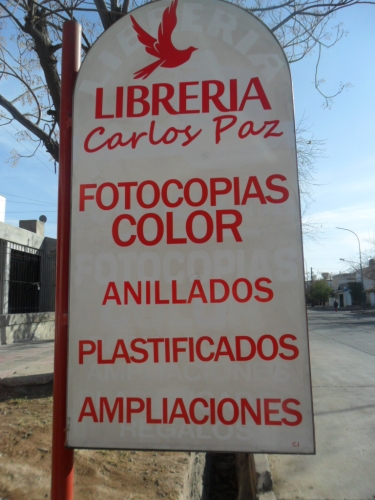 LIBRERIA
Carlos Paz
FOTOCOPIAS
COLOR
ANILLADOS
PLASTIFICADOS
AMPLIACIONES